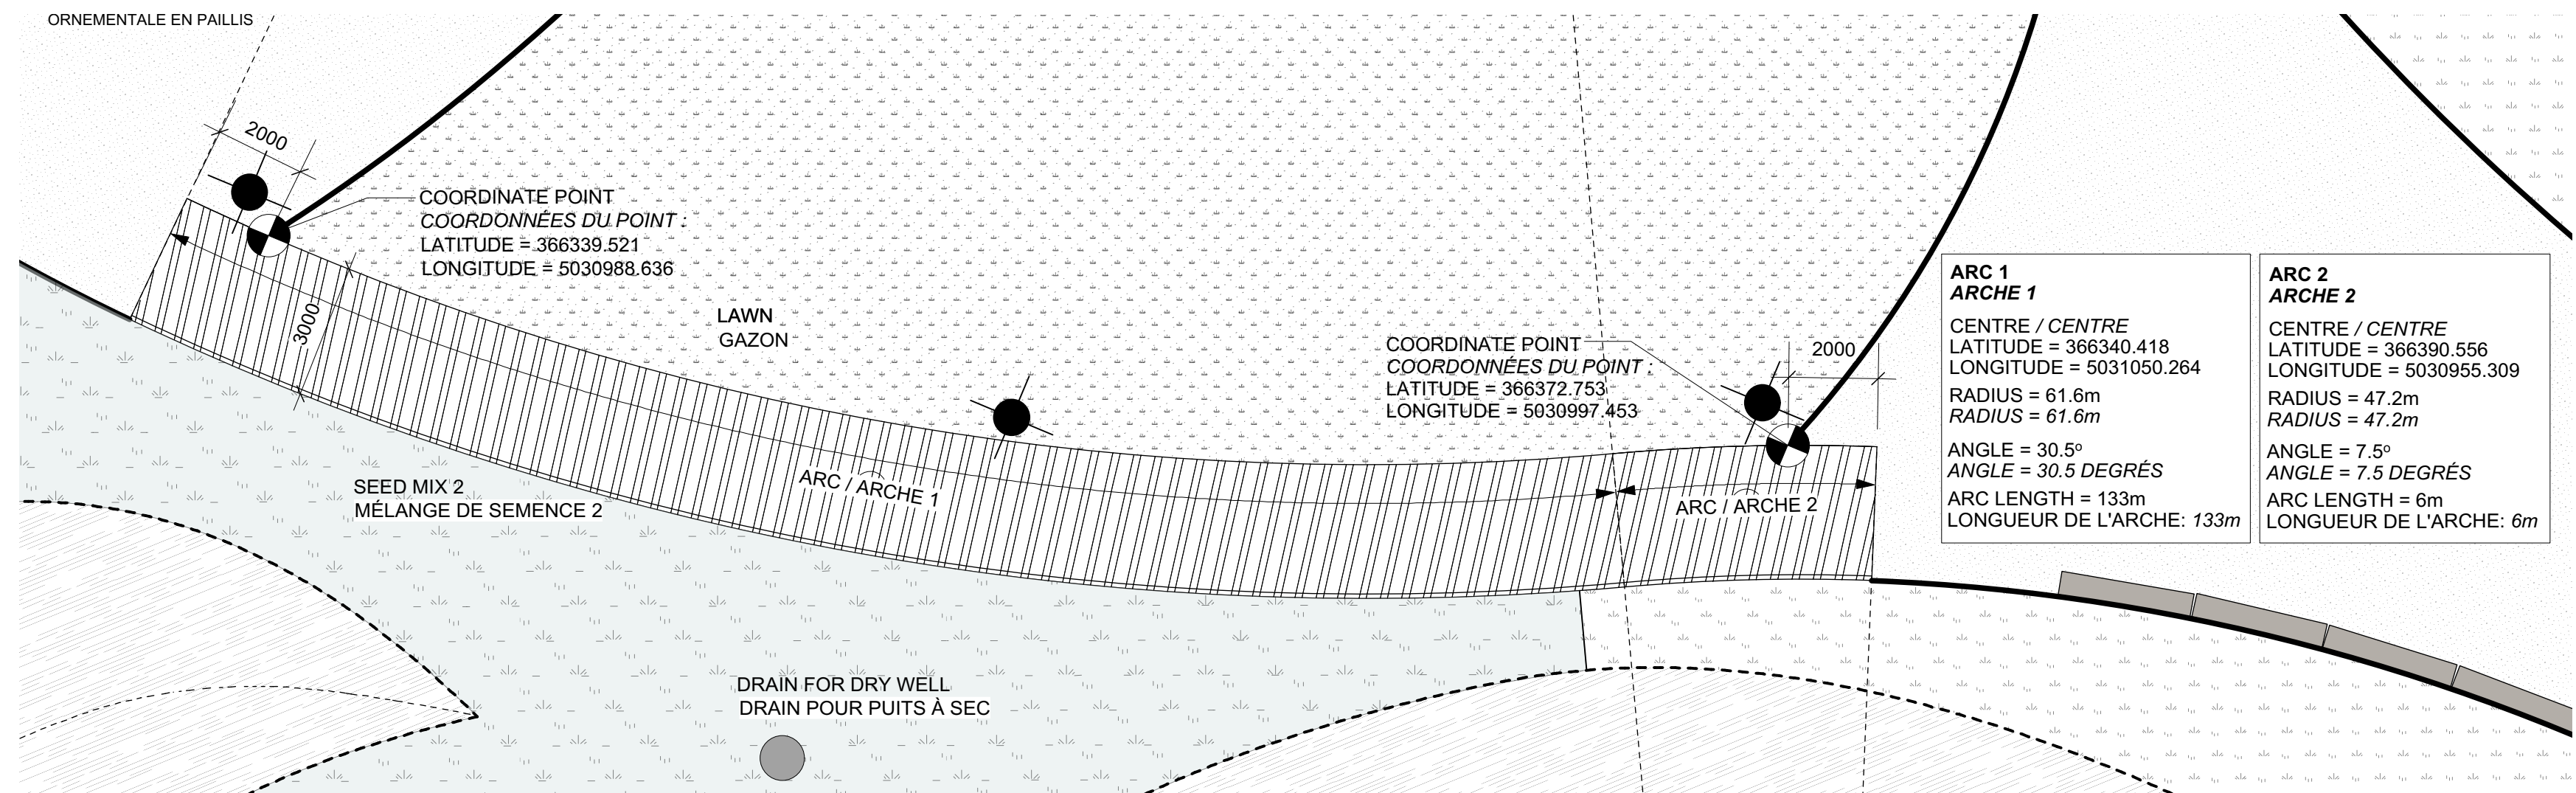 ORNEMENTALE EN PAILLIS
2000
COORDINATE POINT
COORDONNÉES DU POINT :
LATITUDE = 366339.521
LONGITUDE = 5030988.636
3000
LAWN
GAZON
COORDINATE POINT
COORDONNÉES DU POINT :
LATITUDE = 366372.753
LONGITUDE = 5030997.453
2000
ARC / ARCHE 1
ARC / ARCHE 2
SEED MIX 2
MÉLANGE DE SEMENCE 2
DRAIN FOR DRY WELL
DRAIN POUR PUITS À SEC
ARC 1
ARCHE 1
CENTRE / CENTRE
LATITUDE = 366340.418
LONGITUDE = 5031050.264
RADIUS = 61.6m
RADIUS = 61.6m
ANGLE = 30.5º
ANGLE = 30.5 DEGRÉS
ARC LENGTH = 133m
LONGUEUR DE L'ARCHE: 133m
ARC 2
ARCHE 2
CENTRE / CENTRE
LATITUDE = 366390.556
LONGITUDE = 5030955.309
RADIUS = 47.2m
RADIUS = 47.2m
ANGLE = 7.5º
ANGLE = 7.5 DEGRÉS
ARC LENGTH = 6m
LONGUEUR DE L'ARCHE: 6m